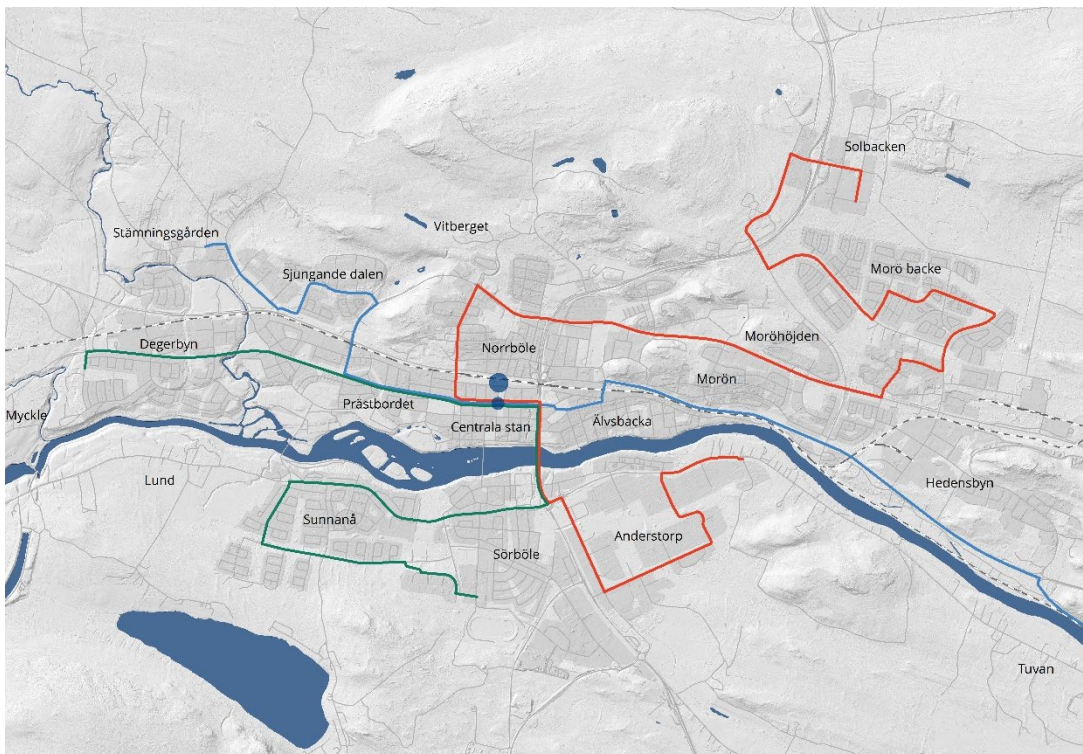 Solbacken
Stämningsgården
Vitberget
Sjungande dalen
Morö backe
Moröhöjden
Degerbyn
Norrböle
Morön
Prästbordet
Myckle
Centrala stan
Älvsbacka
Lund
Hedensbyn
Sunnanå
Anderstorp
Sörböle
Tuvan